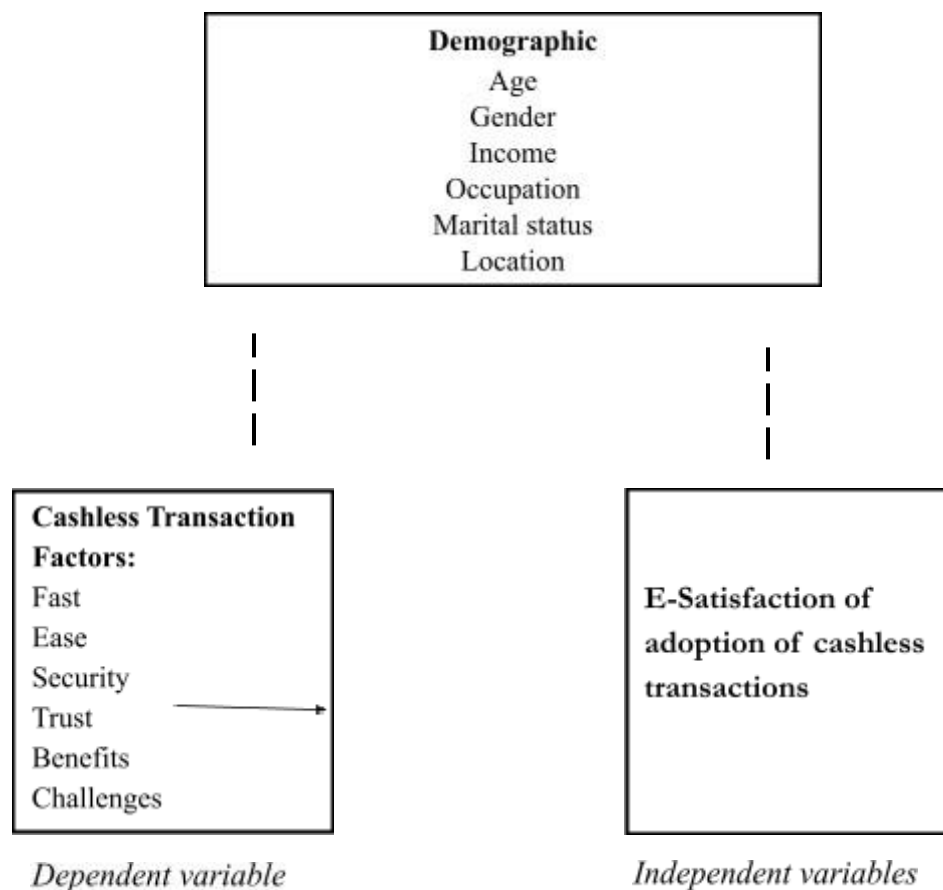 Demographic
Age
Gender
Income
Occupation
Marital status
Location
Cashless Transaction
Factors:
Fast
Ease
Security
Trust
Benefits
Challenges
E-Satisfaction of
adoption of cashless
transactions
Dependent variable
Independent variables